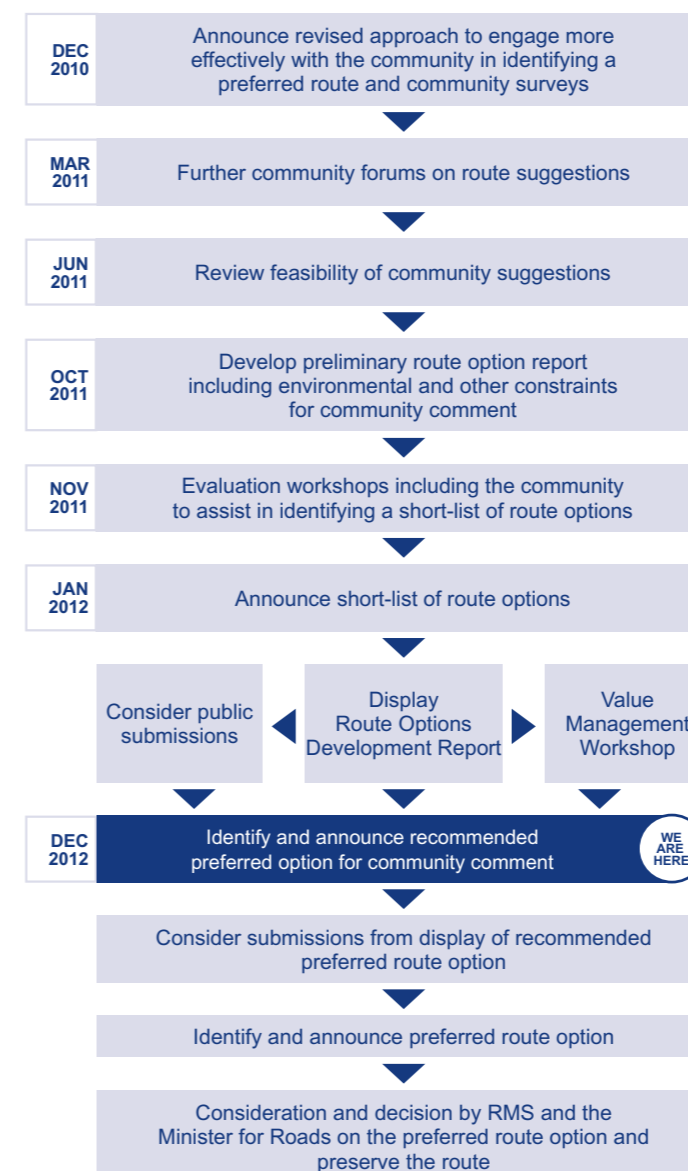 DEC
2010
Announce revised approach to engage more
effectively with the community in identifying a
preferred route and community surveys
MAR
2011
Further community forums on route suggestions
JUN
2011
Review feasibility of community suggestions
OCT
2011
Develop preliminary route option report
including environmental and other constraints
for community comment
NOV
2011
Evaluation workshops including the community
to assist in identifying a short-list of route options
JAN
2012
Announce short-list of route options
Consider public
submissions
Display
Route Options
Development Report
Value
Management
Workshop
DEC
2012
Identify and announce recommended
preferred option for community comment
WE
ARE
HERE
Consider submissions from display of recommended
preferred route option
Identify and announce preferred route option
Consideration and decision by RMS and the
Minister for Roads on the preferred route option and
preserve the route